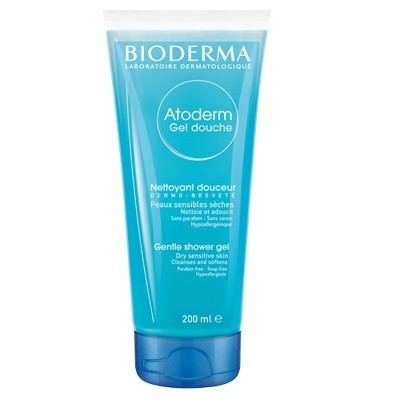 BIODERMA
LABORATOIRE DERMATOLOGIQUE
Atoderm
Gel douche
Nettoyant douceur
DERMO-BREVETÉ
Peaux sensibles sèches
Nettoie et adoucit
Sans paraben - Sans savon
Hypoallergénique
Gentle shower gel
Dry sensitive skin
Cleanses and softens
Paraben free - Soap free
Hypoallergenic
200 ml ℮